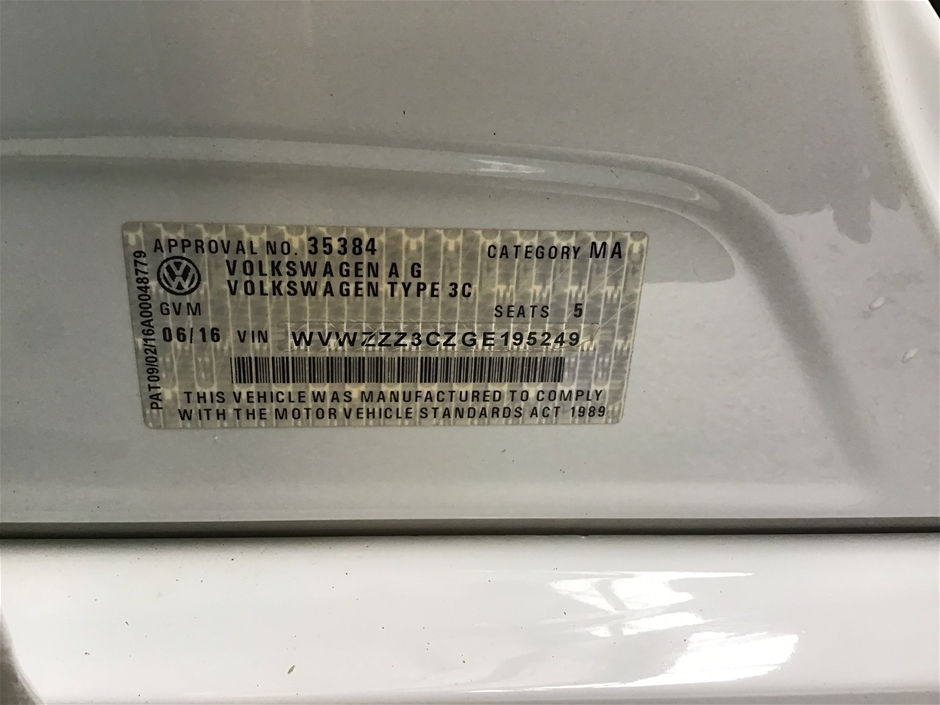 APPROVAL NO. 35384 CATEGORY MA
VOLKSWAGEN A G
VOLKSWAGEN TYPE 3C
GVM SEATS 5
06/16 VIN WVWZZZ3CZGE195249
THIS VEHICLE WAS MANUFACTURED TO COMPLY
WITH THE MOTOR VEHICLE STANDARDS ACT 1989
PAT09/02/16A00048779